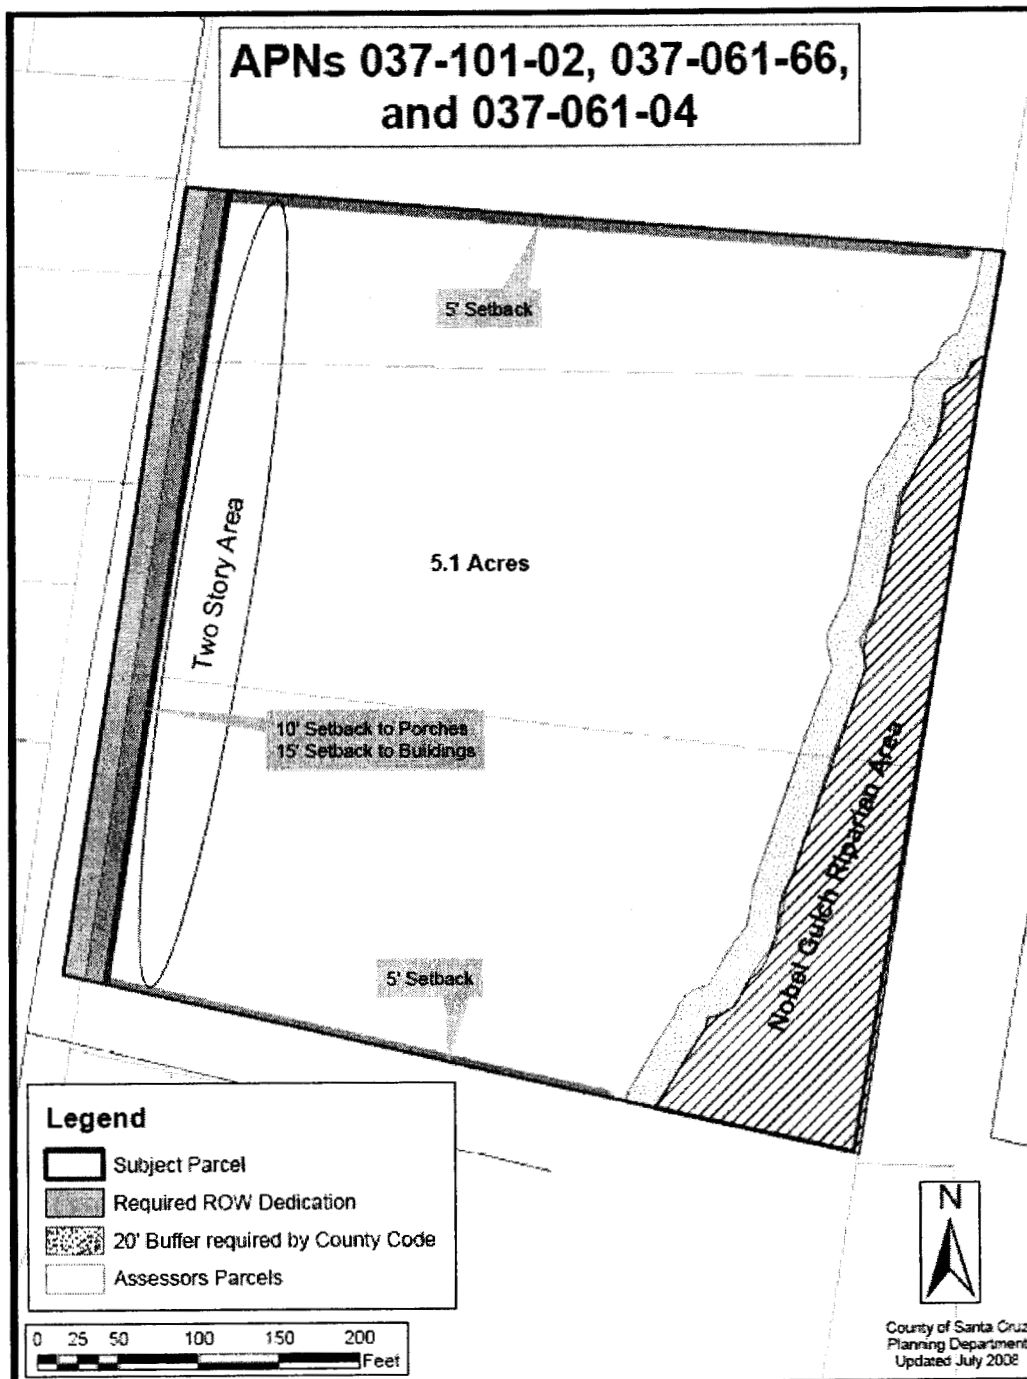 APNs 037-101-02, 037-061-66,
and 037-061-04
5' Setback
Two Story Area
5.1 Acres
10' Setback to Porches
15' Setback to Buildings
Nobel Gulch Riparian Area
5' Setback
Legend
Subject Parcel
Required ROW Dedication
20' Buffer required by County Code
Assessors Parcels
0 25 50 100 150 200
Feet
N
County of Santa Cruz
Planning Department
Updated July 2008